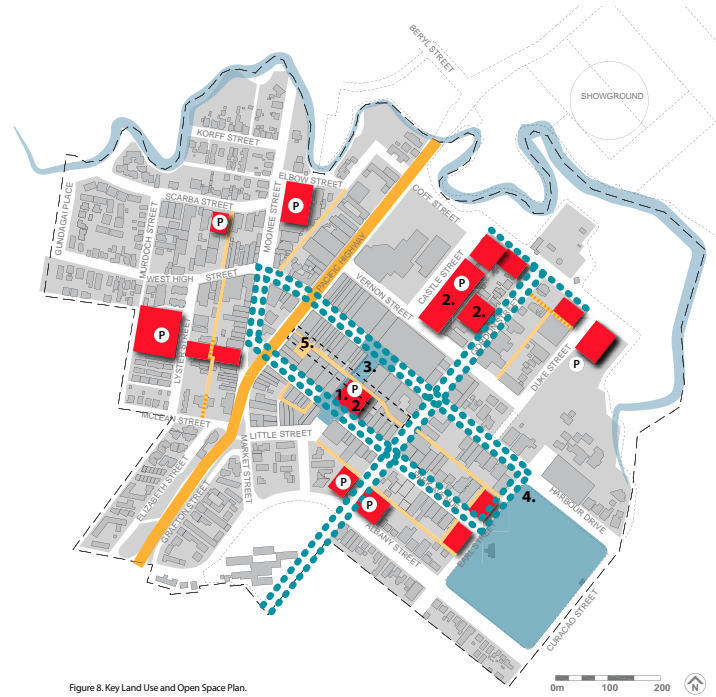 BERYL STREET
SHOWGROUND
KORFF STREET
ELBOW STREET
GUNDAGAI PLACE
SCARBA STREET
P
P
MOONEE STREET
MURDOCH STREET
COFF STREET
PACIFIC HIGHWAY
WEST HIGH STREET
CASTLE STREET
P
VERNON STREET
2.
2.
GORDON STREET
P
LYSTER STREET
5.
3.
DUKE STREET
P
P
1.
2.
MCLEAN STREET
LITTLE STREET
MARKET STREET
ELIZABETH STREET
GRAFTON STREET
P
P
4.
HARBOUR DRIVE
ALBANY STREET
CURACAO STREET
Figure 8. Key Land Use and Open Space Plan.
0m 100 200
N